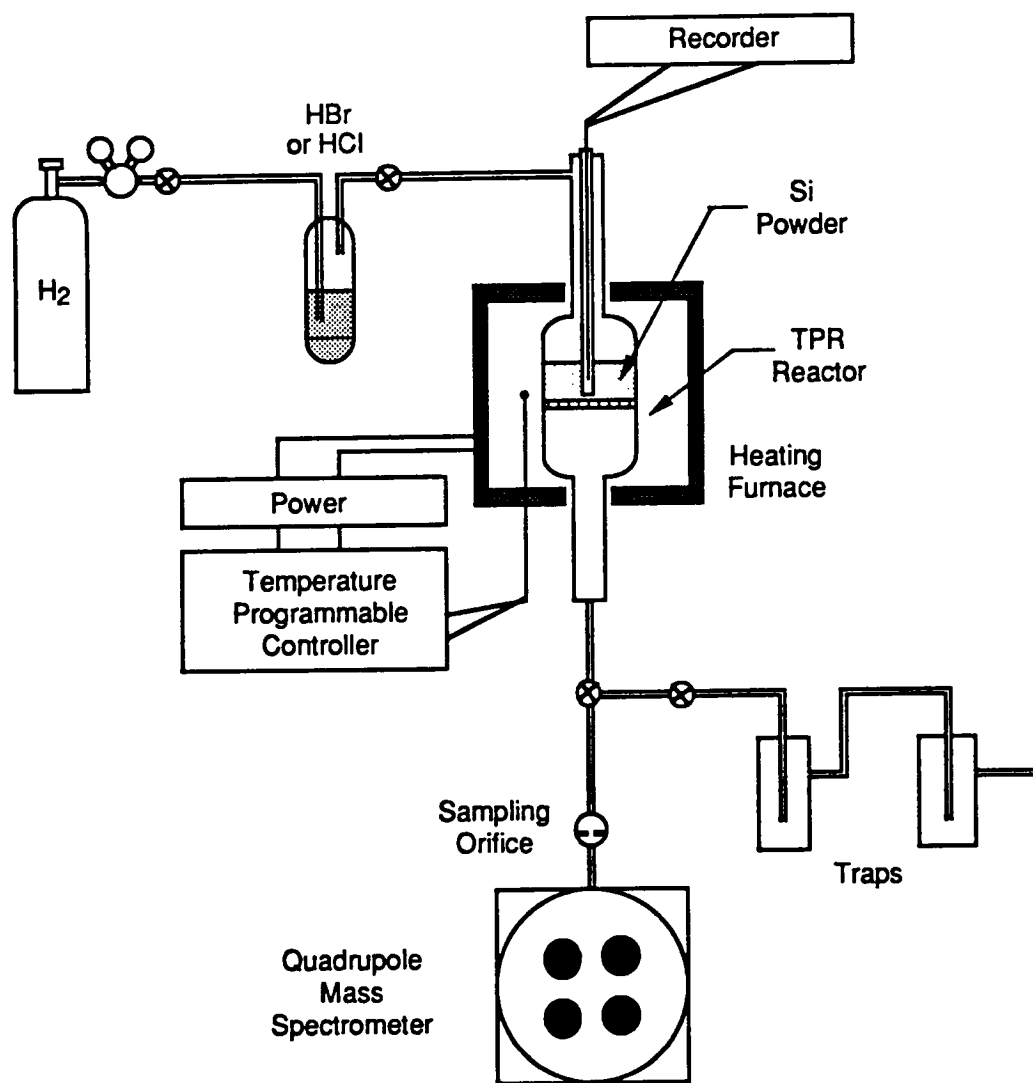 Recorder
HBr
or HCl
H2
Si
Powder
TPR
Reactor
Heating
Furnace
Power
Temperature
Programmable
Controller
Sampling
Orifice
Traps
Quadrupole
Mass
Spectrometer